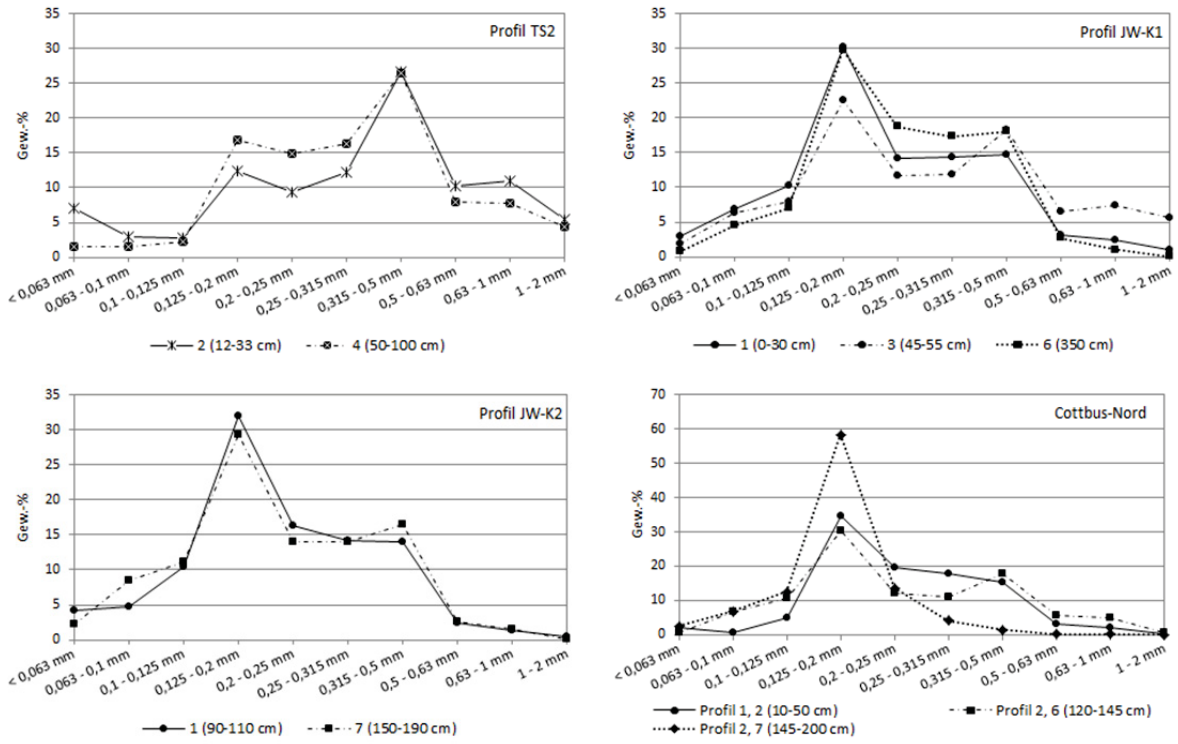 Profil TS2
Gew.-%
35
30
25
20
15
10
5
0
< 0,063 mm
0,063 - 0,1 mm
0,1 - 0,125 mm
0,125 - 0,2 mm
0,2 - 0,25 mm
0,25 - 0,315 mm
0,315 - 0,5 mm
0,5 - 0,63 mm
0,63 - 1 mm
1 - 2 mm
2 (12-33 cm)
4 (50-100 cm)
Profil JW-K1
Gew.-%
35
30
25
20
15
10
5
0
< 0,063 mm
0,063 - 0,1 mm
0,1 - 0,125 mm
0,125 - 0,2 mm
0,2 - 0,25 mm
0,25 - 0,315 mm
0,315 - 0,5 mm
0,5 - 0,63 mm
0,63 - 1 mm
1 - 2 mm
1 (0-30 cm)
3 (45-55 cm)
6 (350 cm)
Profil JW-K2
Gew.-%
35
30
25
20
15
10
5
0
< 0,063 mm
0,063 - 0,1 mm
0,1 - 0,125 mm
0,125 - 0,2 mm
0,2 - 0,25 mm
0,25 - 0,315 mm
0,315 - 0,5 mm
0,5 - 0,63 mm
0,63 - 1 mm
1 - 2 mm
1 (90-110 cm)
7 (150-190 cm)
Cottbus-Nord
Gew.-%
70
60
50
40
30
20
10
0
< 0,063 mm
0,063 - 0,1 mm
0,1 - 0,125 mm
0,125 - 0,2 mm
0,2 - 0,25 mm
0,25 - 0,315 mm
0,315 - 0,5 mm
0,5 - 0,63 mm
0,63 - 1 mm
1 - 2 mm
Profil 1, 2 (10-50 cm)
Profil 2, 6 (120-145 cm)
Profil 2, 7 (145-200 cm)